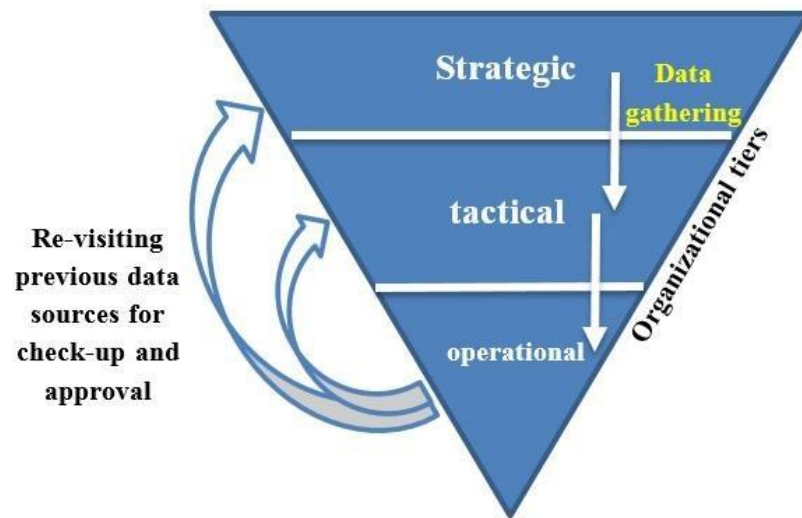 Strategic
Data
gathering
tactical
Organizational tiers
operational
Re-visiting
previous data
sources for
check-up and
approval